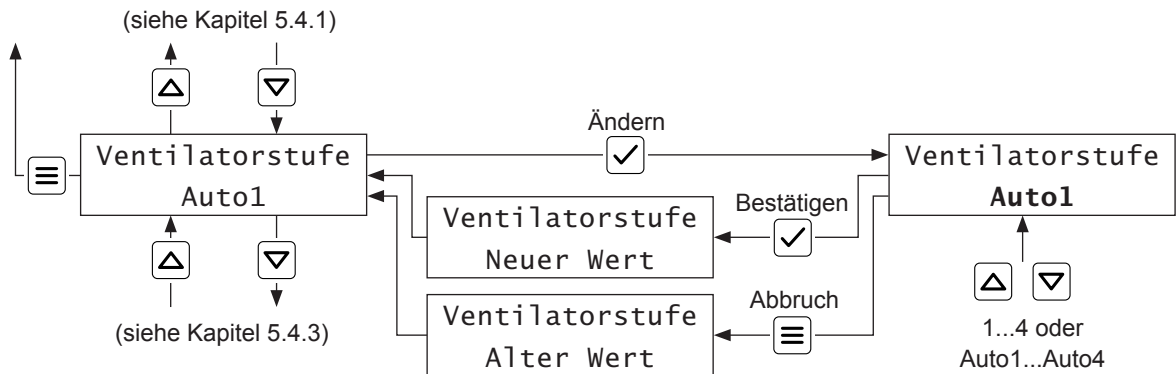 (siehe Kapitel 5.4.1)
Ändern
Ventilatorstufe
Auto1
Ventilatorstufe
Auto1
Ventilatorstufe
Neuer Wert
Bestätigen
Ventilatorstufe
Alter Wert
Abbruch
(siehe Kapitel 5.4.3)
1...4 oder
Auto1...Auto4